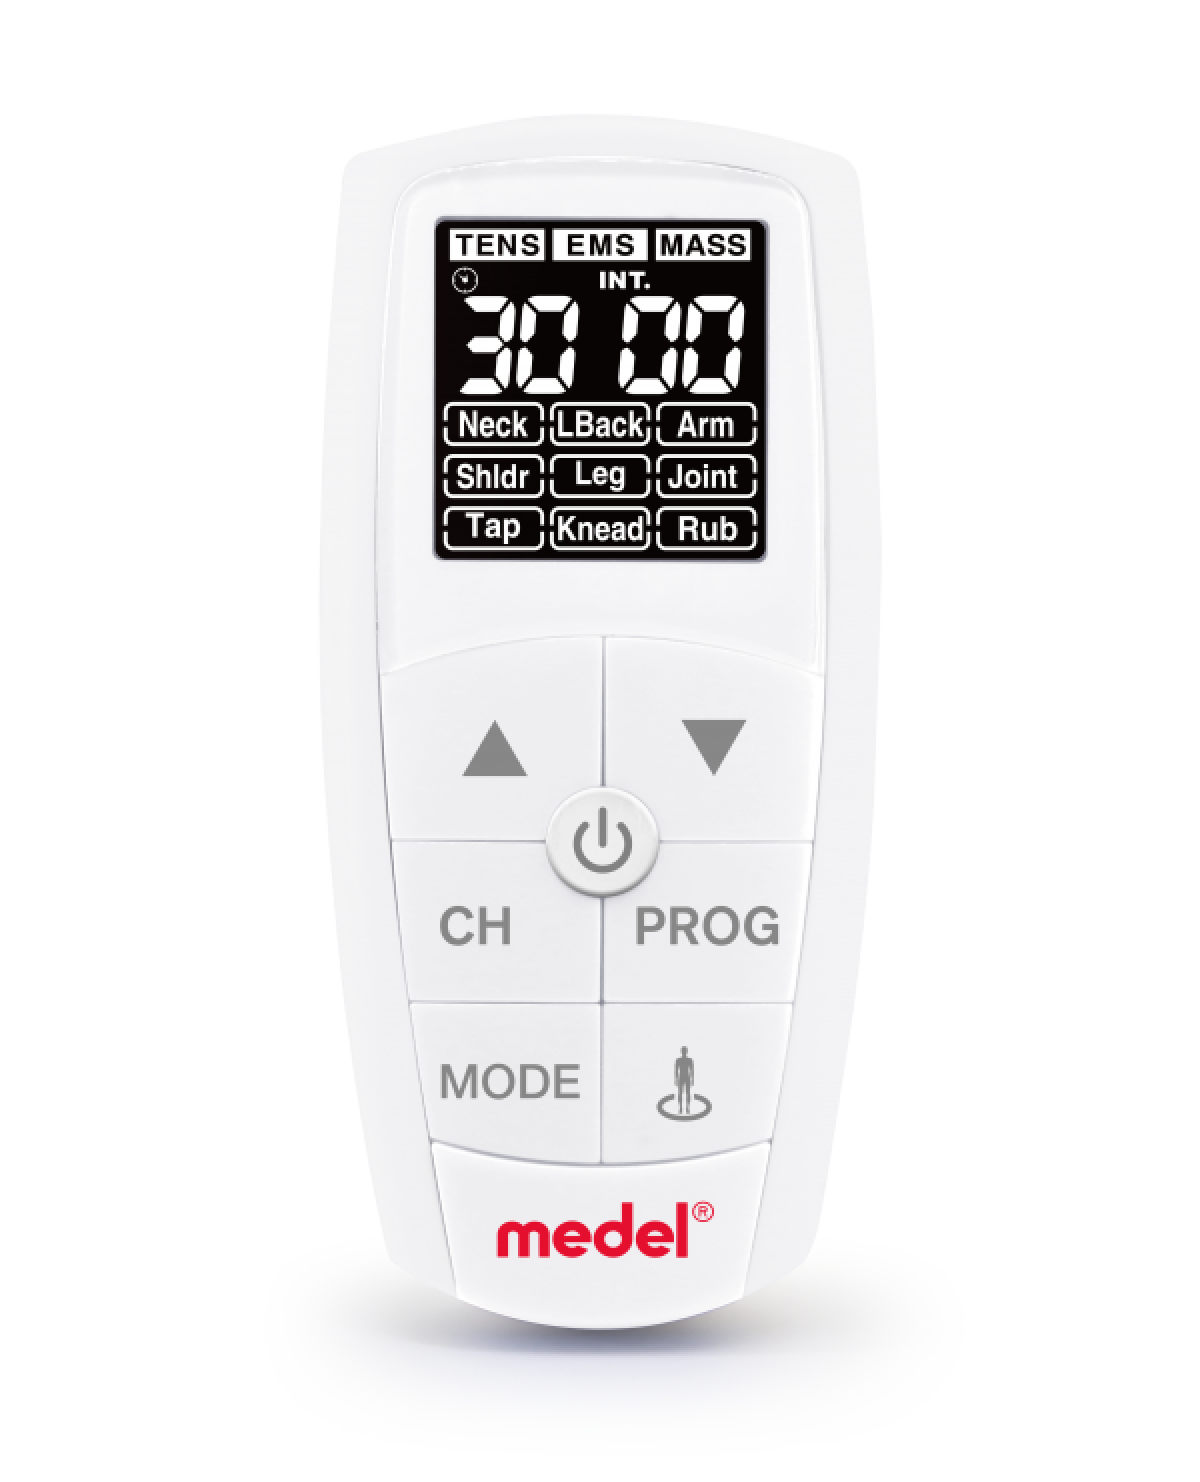 TENS EMS MASS
INT.
30 00
Neck LBack Arm
Shldr Leg Joint
Tap Knead Rub
CH PROG
MODE
medel®